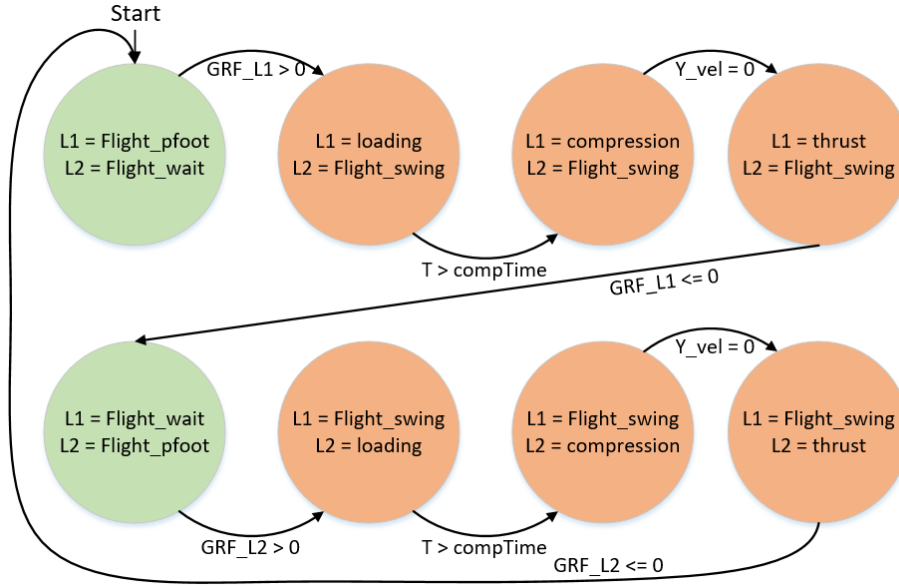 Start
GRF_L1 > 0
Y_vel = 0
L1 = Flight_pfoot
L2 = Flight_wait
L1 = loading
L2 = Flight_swing
L1 = compression
L2 = Flight_swing
L1 = thrust
L2 = Flight_swing
T > compTime
GRF_L1 <= 0
Y_vel = 0
L1 = Flight_wait
L2 = Flight_pfoot
L1 = Flight_swing
L2 = loading
L1 = Flight_swing
L2 = compression
L1 = Flight_swing
L2 = thrust
GRF_L2 > 0
T > compTime
GRF_L2 <= 0